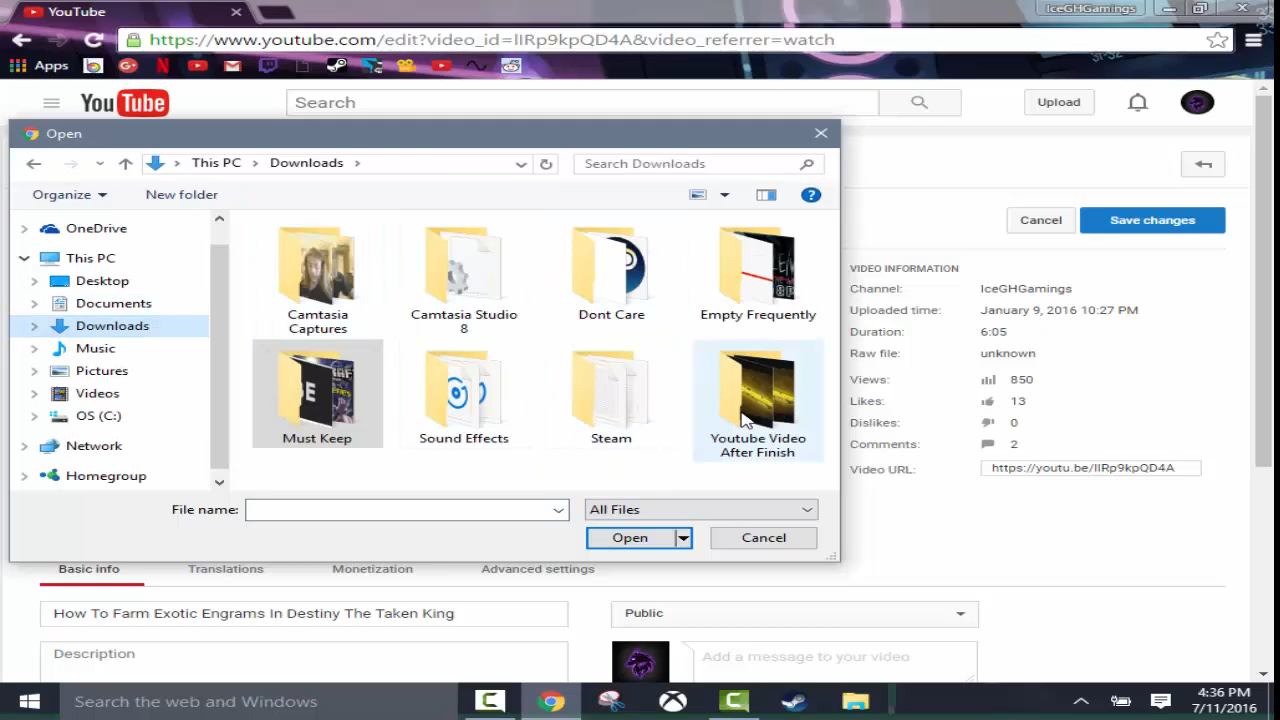 YouTube
IceGHGamings
https://www.youtube.com/edit?video_id=lIRp9kpQD4A&video_referrer=watch
Apps
YouTube
Search
Upload
Open
This PC
Downloads
Search Downloads
Organize
New folder
Cancel
Save changes
OneDrive
This PC
Desktop
Documents
Downloads
Music
Pictures
Videos
OS (C:)
Network
Homegroup
Camtasia
Captures
Camtasia Studio
8
Dont Care
Empty Frequently
Must Keep
Sound Effects
Steam
Youtube Video
After Finish
VIDEO INFORMATION
Channel: IceGHGamings
Uploaded time: January 9, 2016 10:27 PM
Duration: 6:05
Raw file: unknown
Views: 850
Likes: 13
Dislikes: 0
Comments: 2
Video URL: https://youtu.be/lIRp9kpQD4A
File name:
All Files
Open
Cancel
Basic info
Translations
Monetization
Advanced settings
How To Farm Exotic Engrams In Destiny The Taken King
Public
Description
Add a message to your video
Search the web and Windows
4:36 PM
7/11/2016